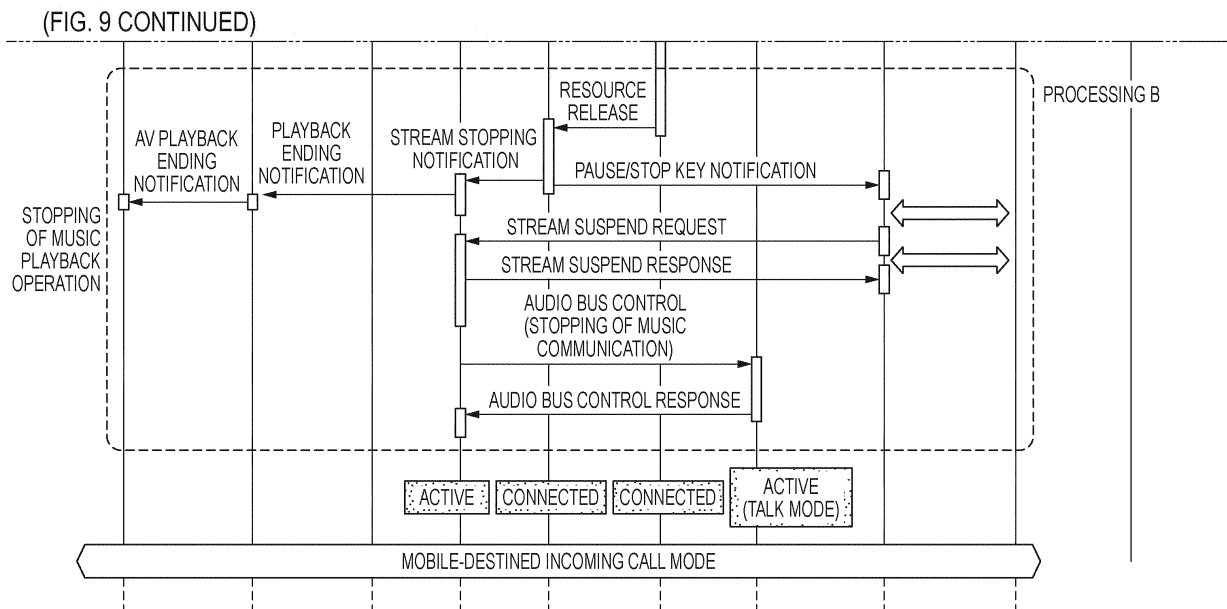 (FIG. 9 CONTINUED)
PROCESSING B
RESOURCE
RELEASE
AV PLAYBACK
ENDING
NOTIFICATION
PLAYBACK
ENDING
NOTIFICATION
STREAM STOPPING
NOTIFICATION
PAUSE/STOP KEY NOTIFICATION
STOPPING
OF MUSIC
PLAYBACK
OPERATION
STREAM SUSPEND REQUEST
STREAM SUSPEND RESPONSE
AUDIO BUS CONTROL
(STOPPING OF MUSIC
COMMUNICATION)
AUDIO BUS CONTROL RESPONSE
ACTIVE
CONNECTED
CONNECTED
ACTIVE
(TALK MODE)
MOBILE-DESTINED INCOMING CALL MODE